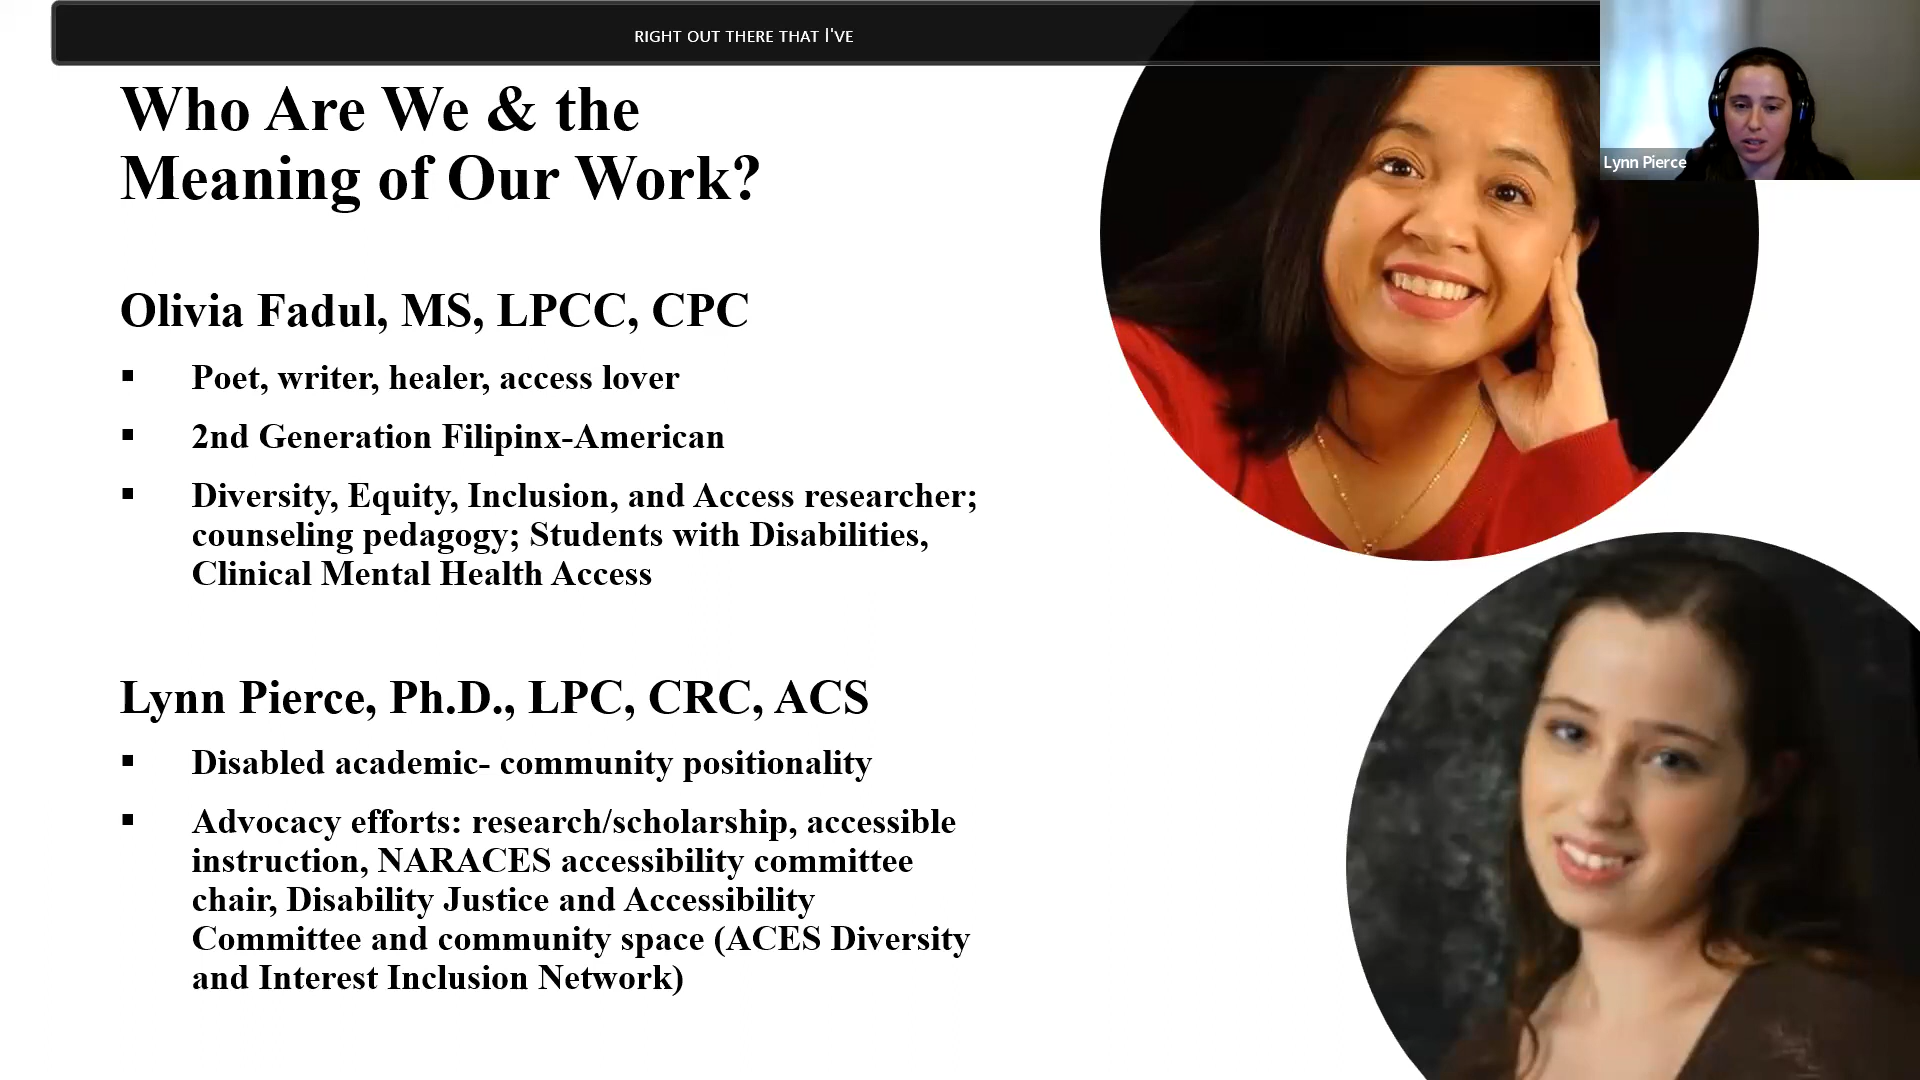 RIGHT OUT THERE THAT I'VE
Lynn Pierce
Who Are We & the
Meaning of Our Work?
Olivia Fadul, MS, LPCC, CPC
▪ Poet, writer, healer, access lover
▪ 2nd Generation Filipinx-American
▪ Diversity, Equity, Inclusion, and Access researcher;
counseling pedagogy; Students with Disabilities,
Clinical Mental Health Access
Lynn Pierce, Ph.D., LPC, CRC, ACS
▪ Disabled academic- community positionality
▪ Advocacy efforts: research/scholarship, accessible
instruction, NARACES accessibility committee
chair, Disability Justice and Accessibility
Committee and community space (ACES Diversity
and Interest Inclusion Network)